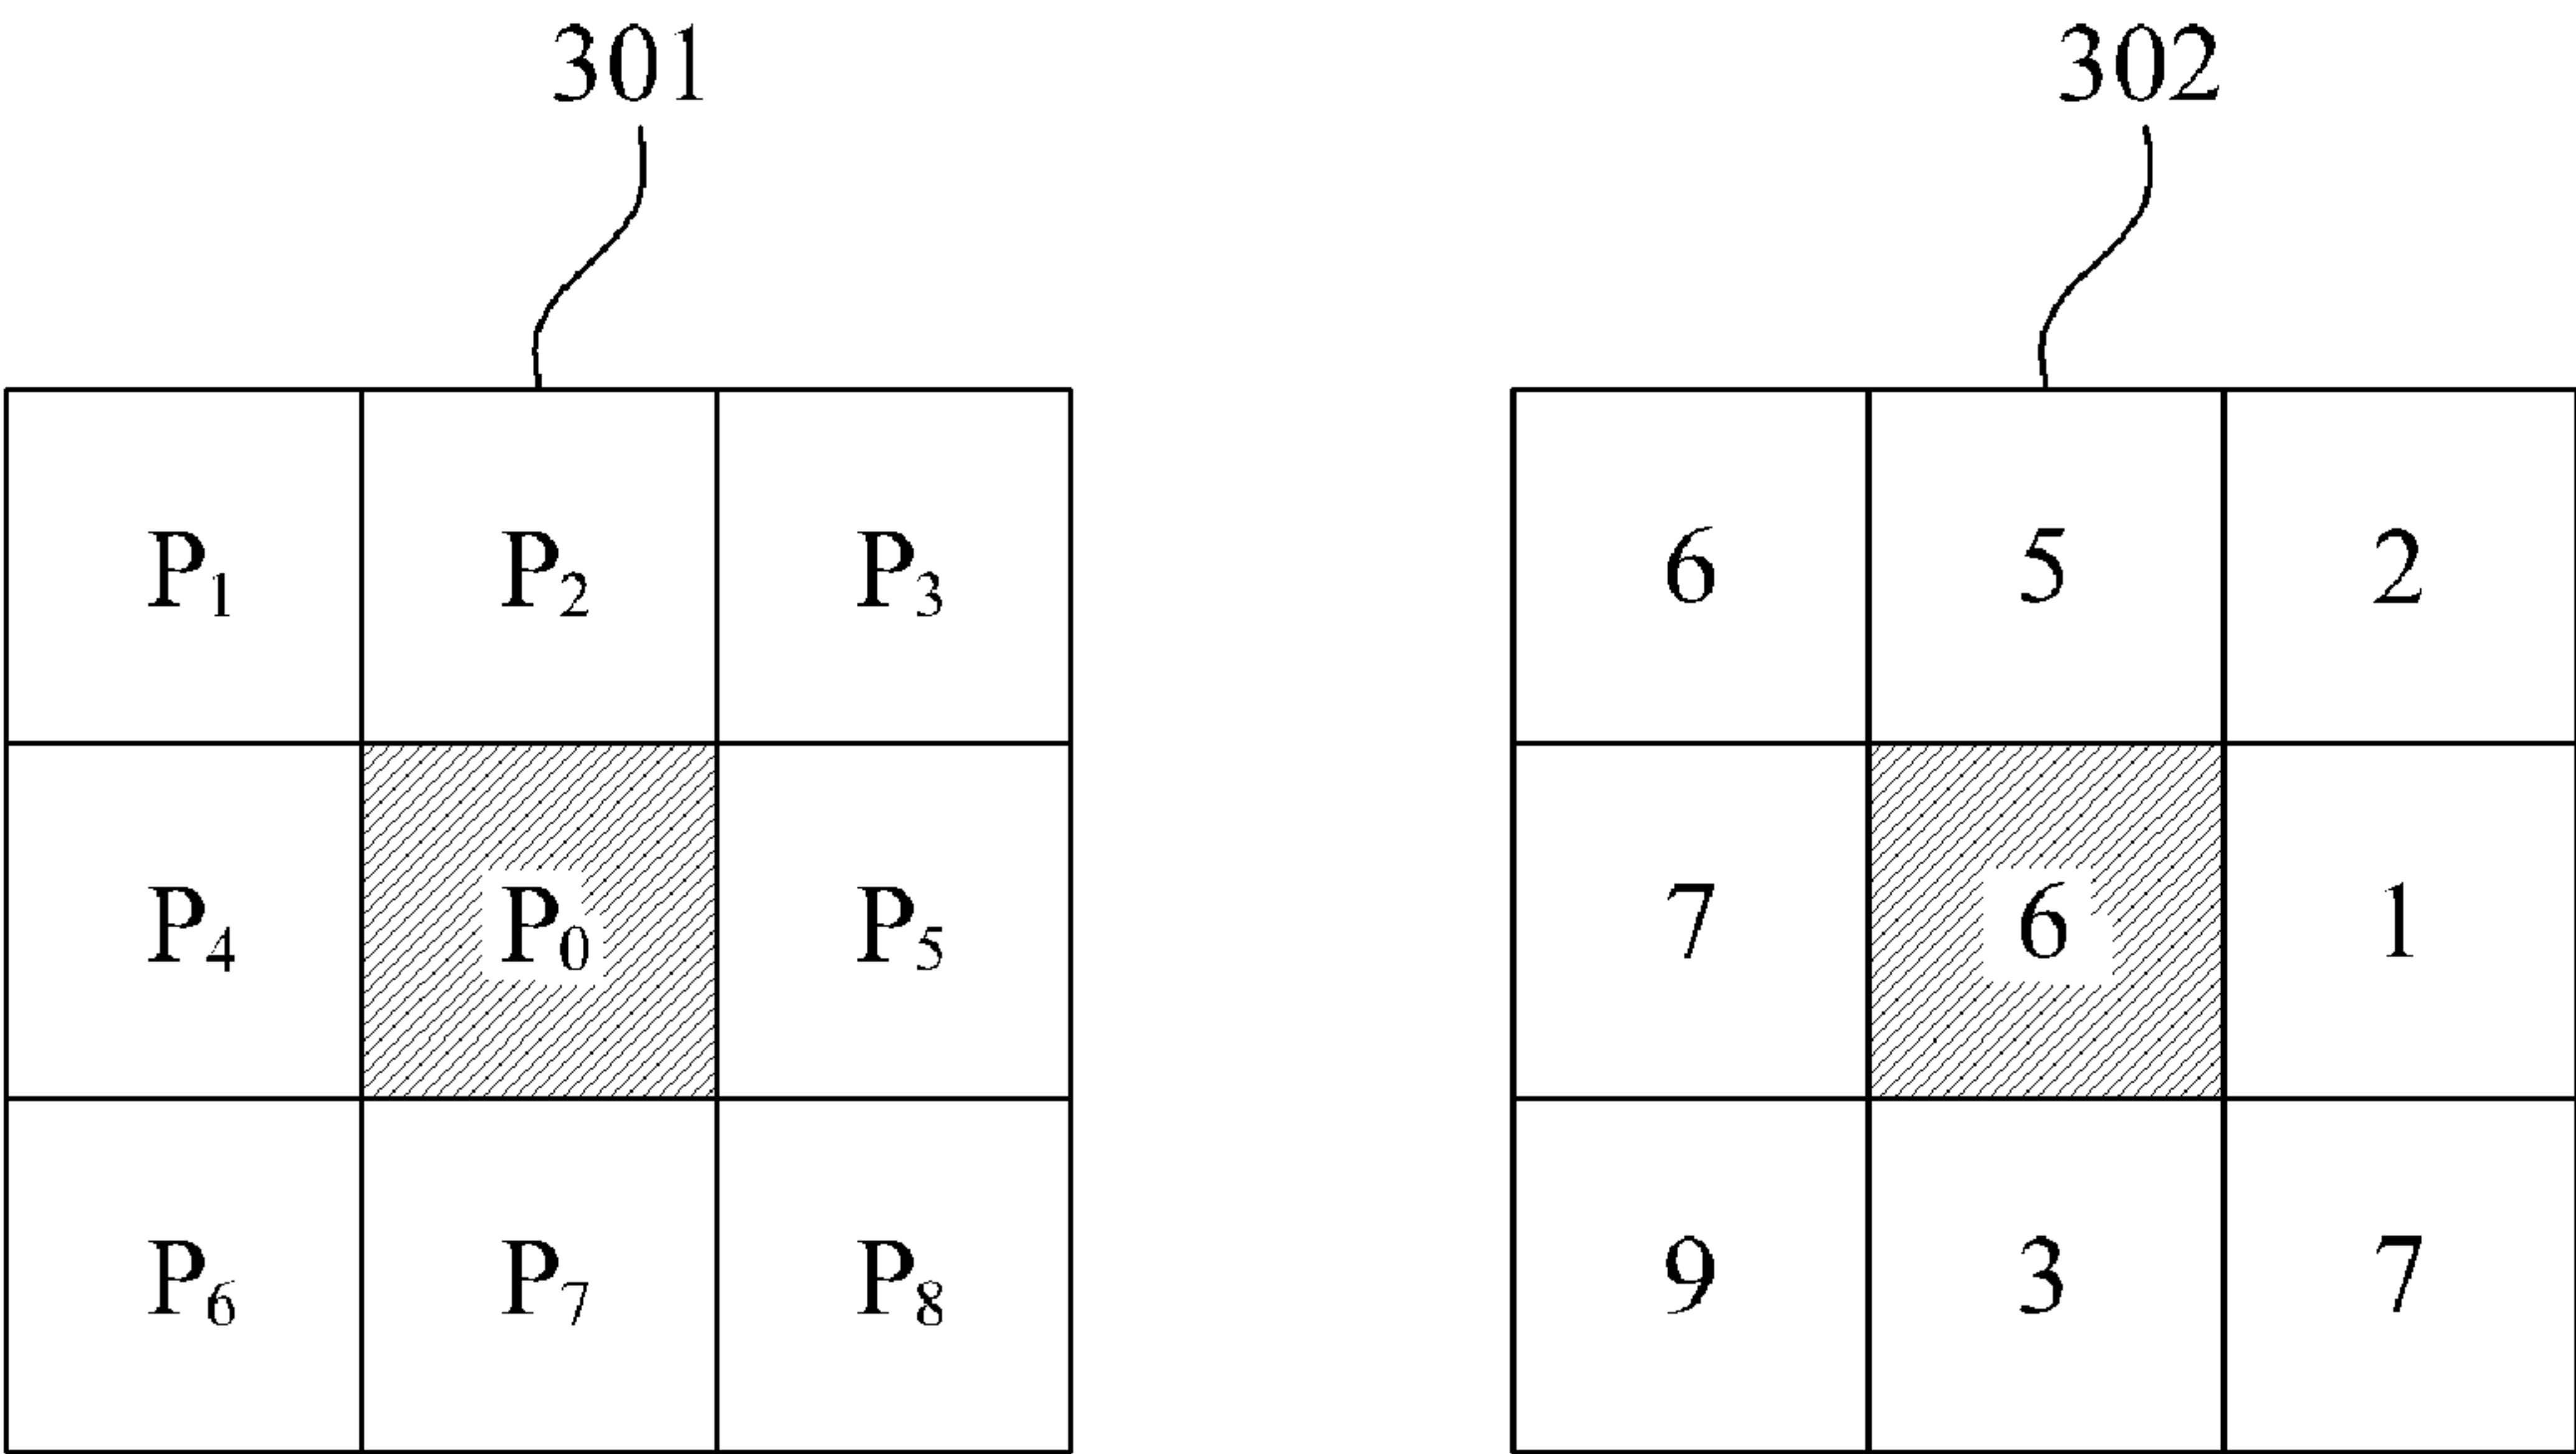 301 302
P₁ P₂ P₃ 6 5 2
P₄ P₀ P₅ 7 6 1
P₆ P₇ P₈ 9 3 7